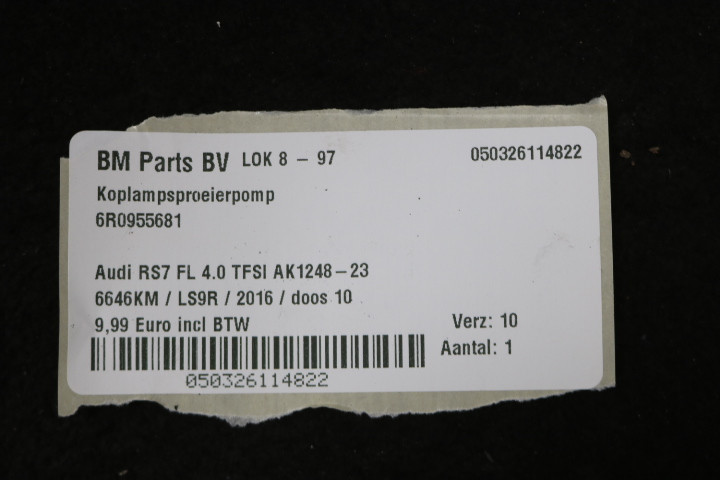 BM Parts BV LOK 8 - 97 050326114822
Koplampsproeierpomp
6R0955681
Audi RS7 FL 4.0 TFSI AK1248-23
6646KM / LS9R / 2016 / doos 10
9,99 Euro incl BTW Verz: 10
Aantal: 1
050326114822